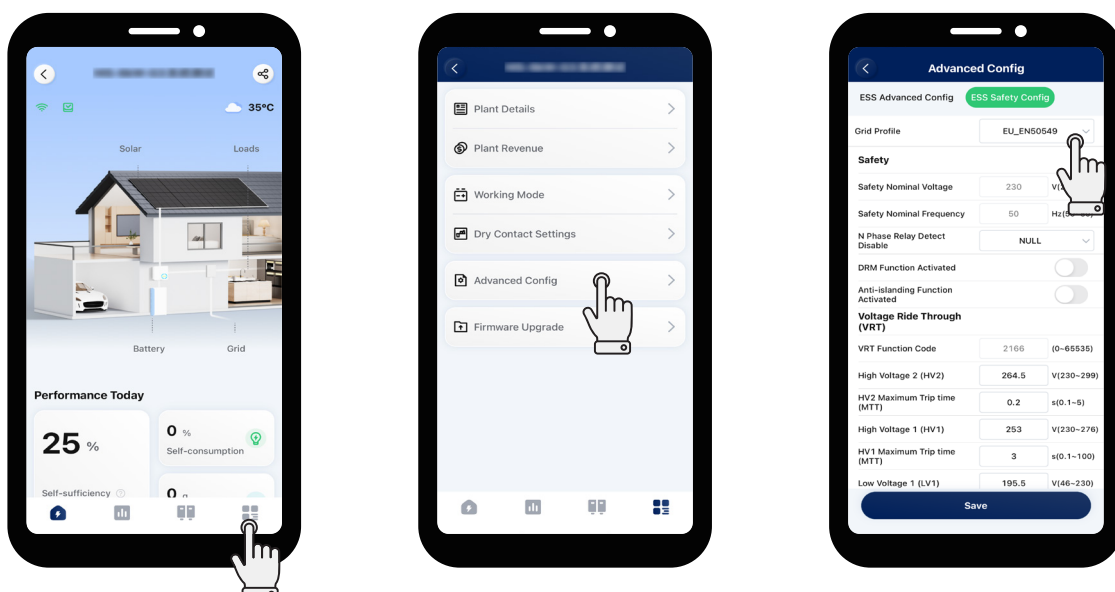 35°C
Solar
Loads
Battery
Grid
Performance Today
25 %
0 %
Self-consumption
Self-sufficiency
0
Plant Details
Plant Revenue
Working Mode
Dry Contact Settings
Advanced Config
Firmware Upgrade
Advanced Config
ESS Advanced Config
ESS Safety Config
Grid Profile
EU_EN50549
Safety
Safety Nominal Voltage
230
Safety Nominal Frequency
50
N Phase Relay Detect
Disable
NULL
DRM Function Activated
Anti-islanding Function
Activated
Voltage Ride Through
(VRT)
VRT Function Code
2166
(0~65535)
High Voltage 2 (HV2)
264.5
V(230~299)
HV2 Maximum Trip time
(MTT)
0.2
s(0.1~5)
High Voltage 1 (HV1)
253
V(230~276)
HV1 Maximum Trip time
(MTT)
3
s(0.1~100)
Low Voltage 1 (LV1)
195.5
V(46~230)
Save